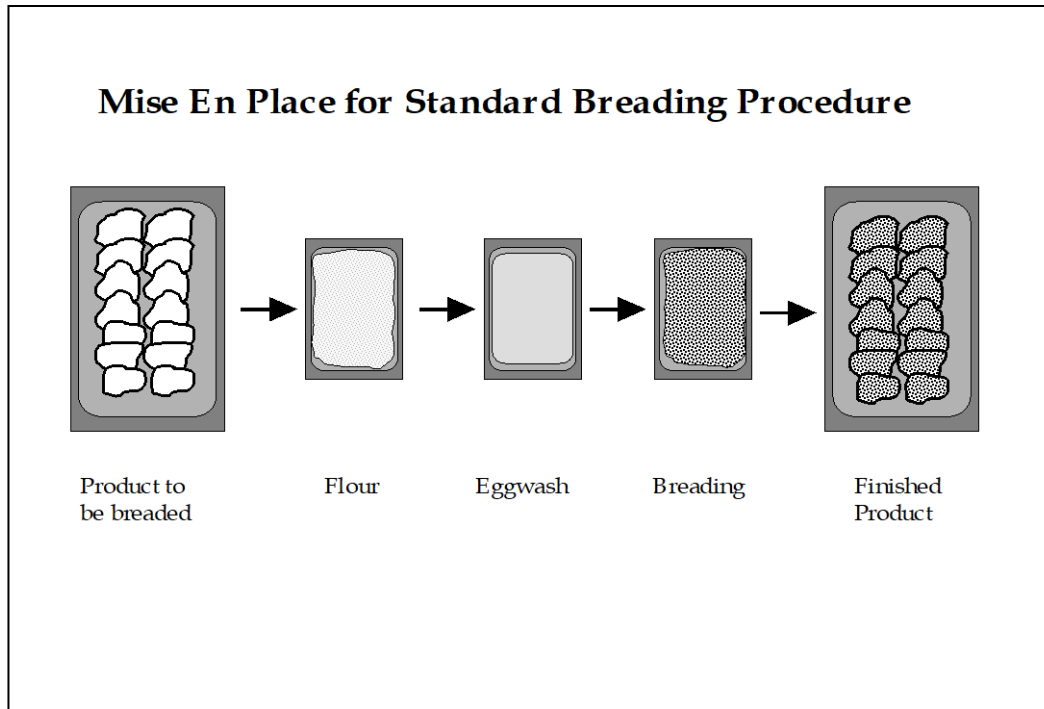 Mise En Place for Standard Breading Procedure
Product to
be breaded
Flour
Eggwash
Breading
Finished
Product